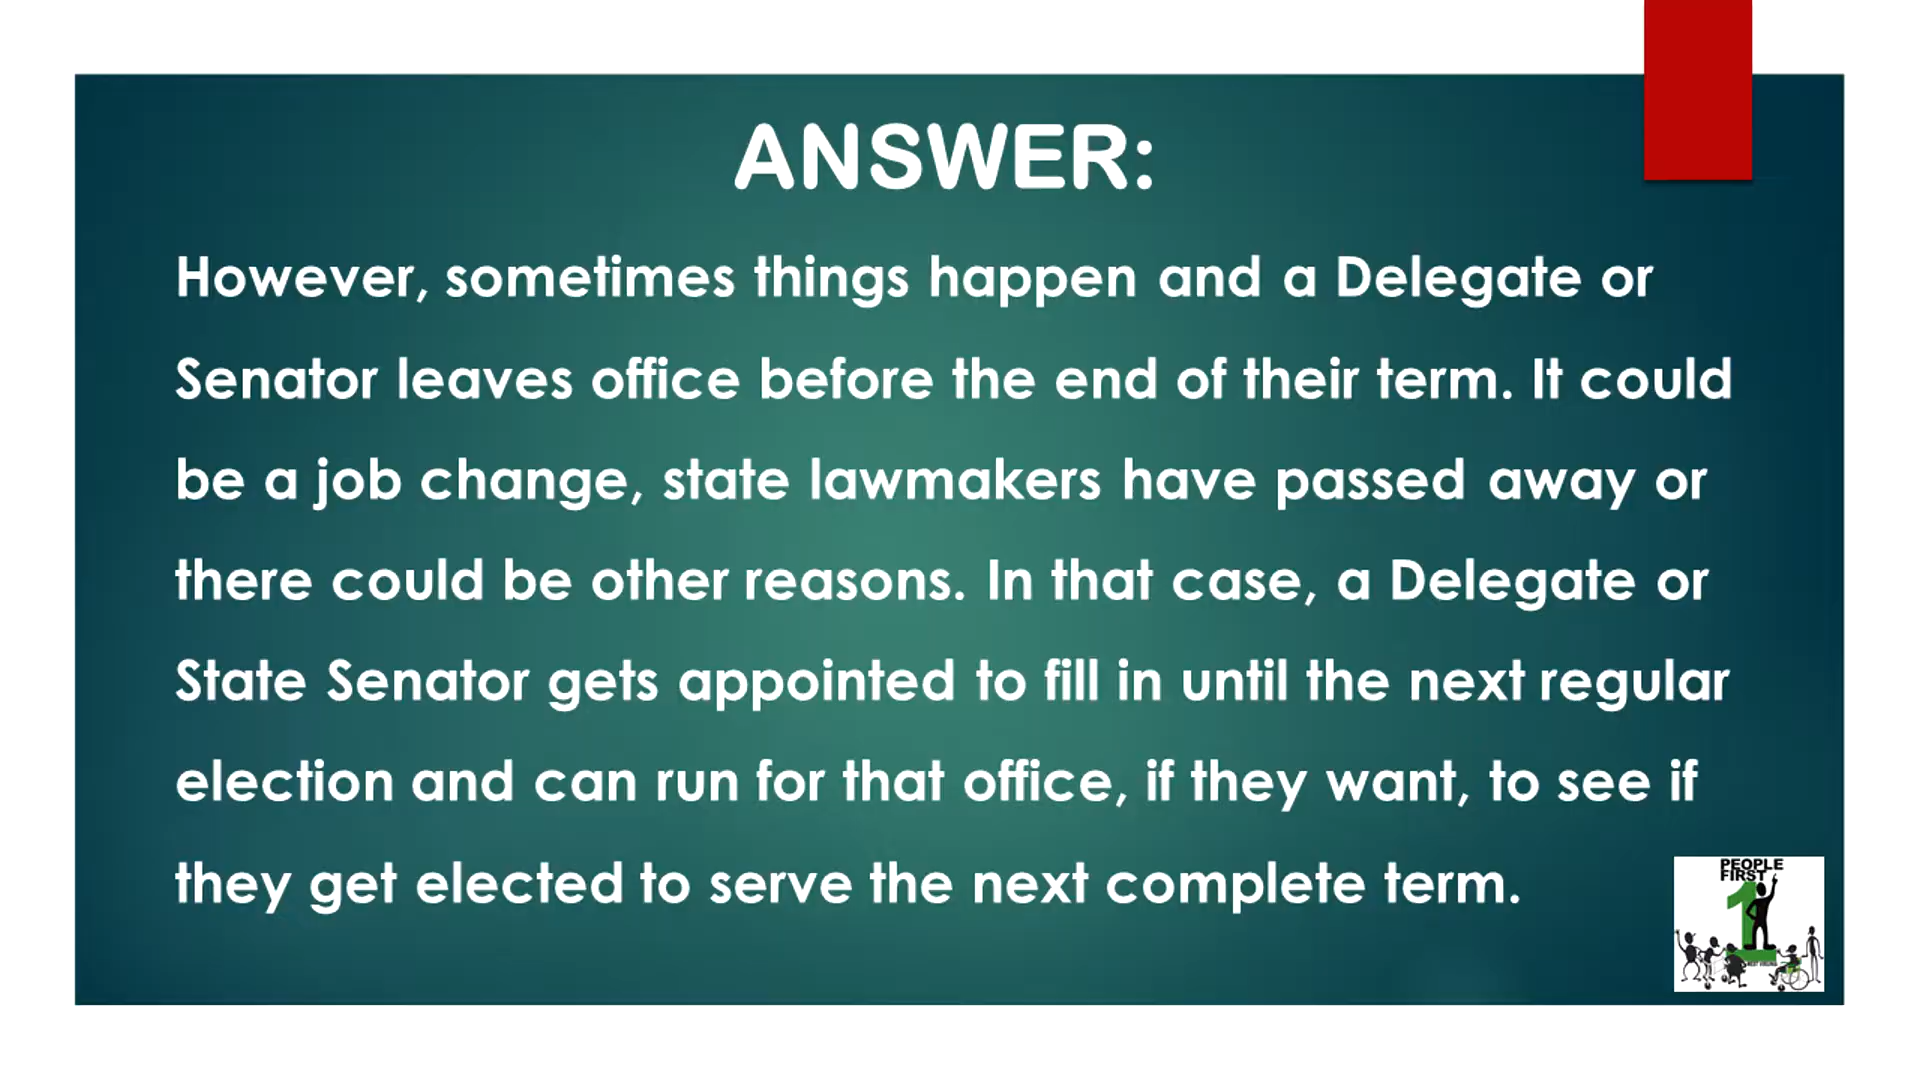 ANSWER:
However, sometimes things happen and a Delegate or
Senator leaves office before the end of their term. It could
be a job change, state lawmakers have passed away or
there could be other reasons. In that case, a Delegate or
State Senator gets appointed to fill in until the next regular
election and can run for that office, if they want, to see if
they get elected to serve the next complete term.
PEOPLE
FIRST
1